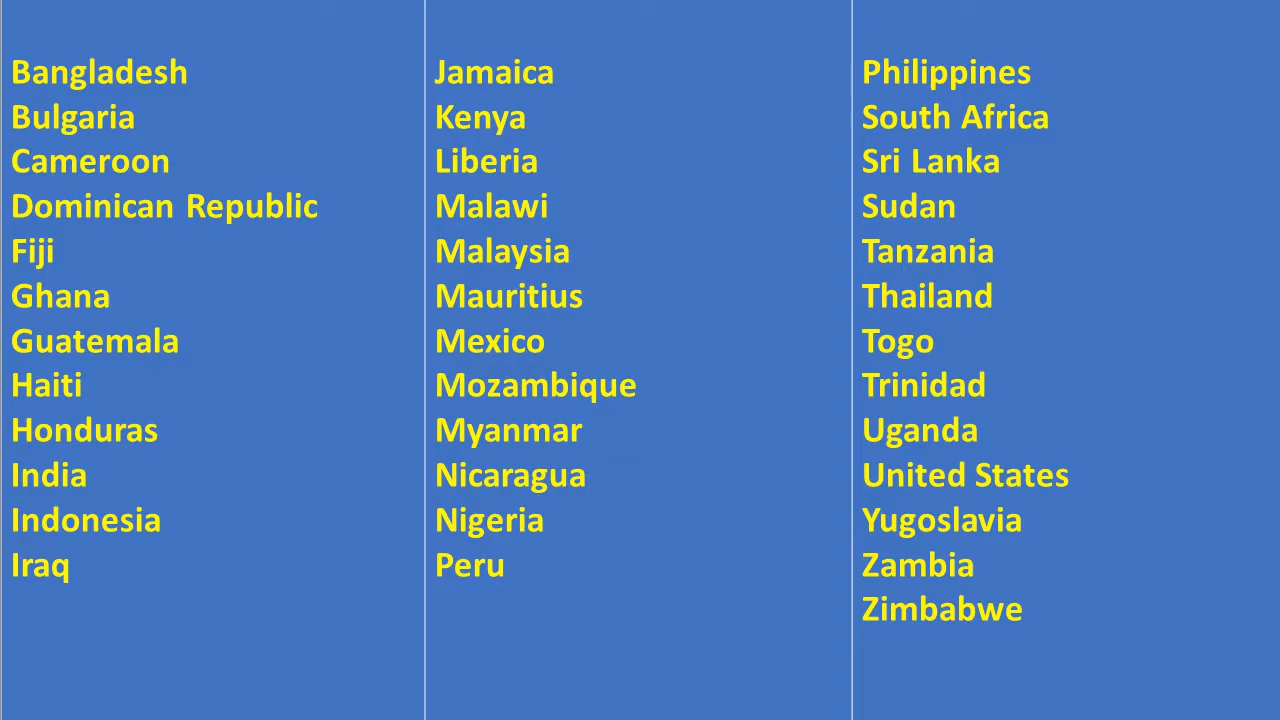 Bangladesh
Bulgaria
Cameroon
Dominican Republic
Fiji
Ghana
Guatemala
Haiti
Honduras
India
Indonesia
Iraq
Jamaica
Kenya
Liberia
Malawi
Malaysia
Mauritius
Mexico
Mozambique
Myanmar
Nicaragua
Nigeria
Peru
Philippines
South Africa
Sri Lanka
Sudan
Tanzania
Thailand
Togo
Trinidad
Uganda
United States
Yugoslavia
Zambia
Zimbabwe